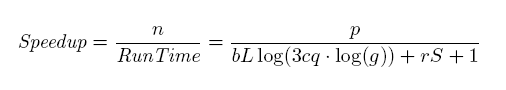 Speedup = n / RunTime = p / bL log(3cq · log(g)) + rS + 1